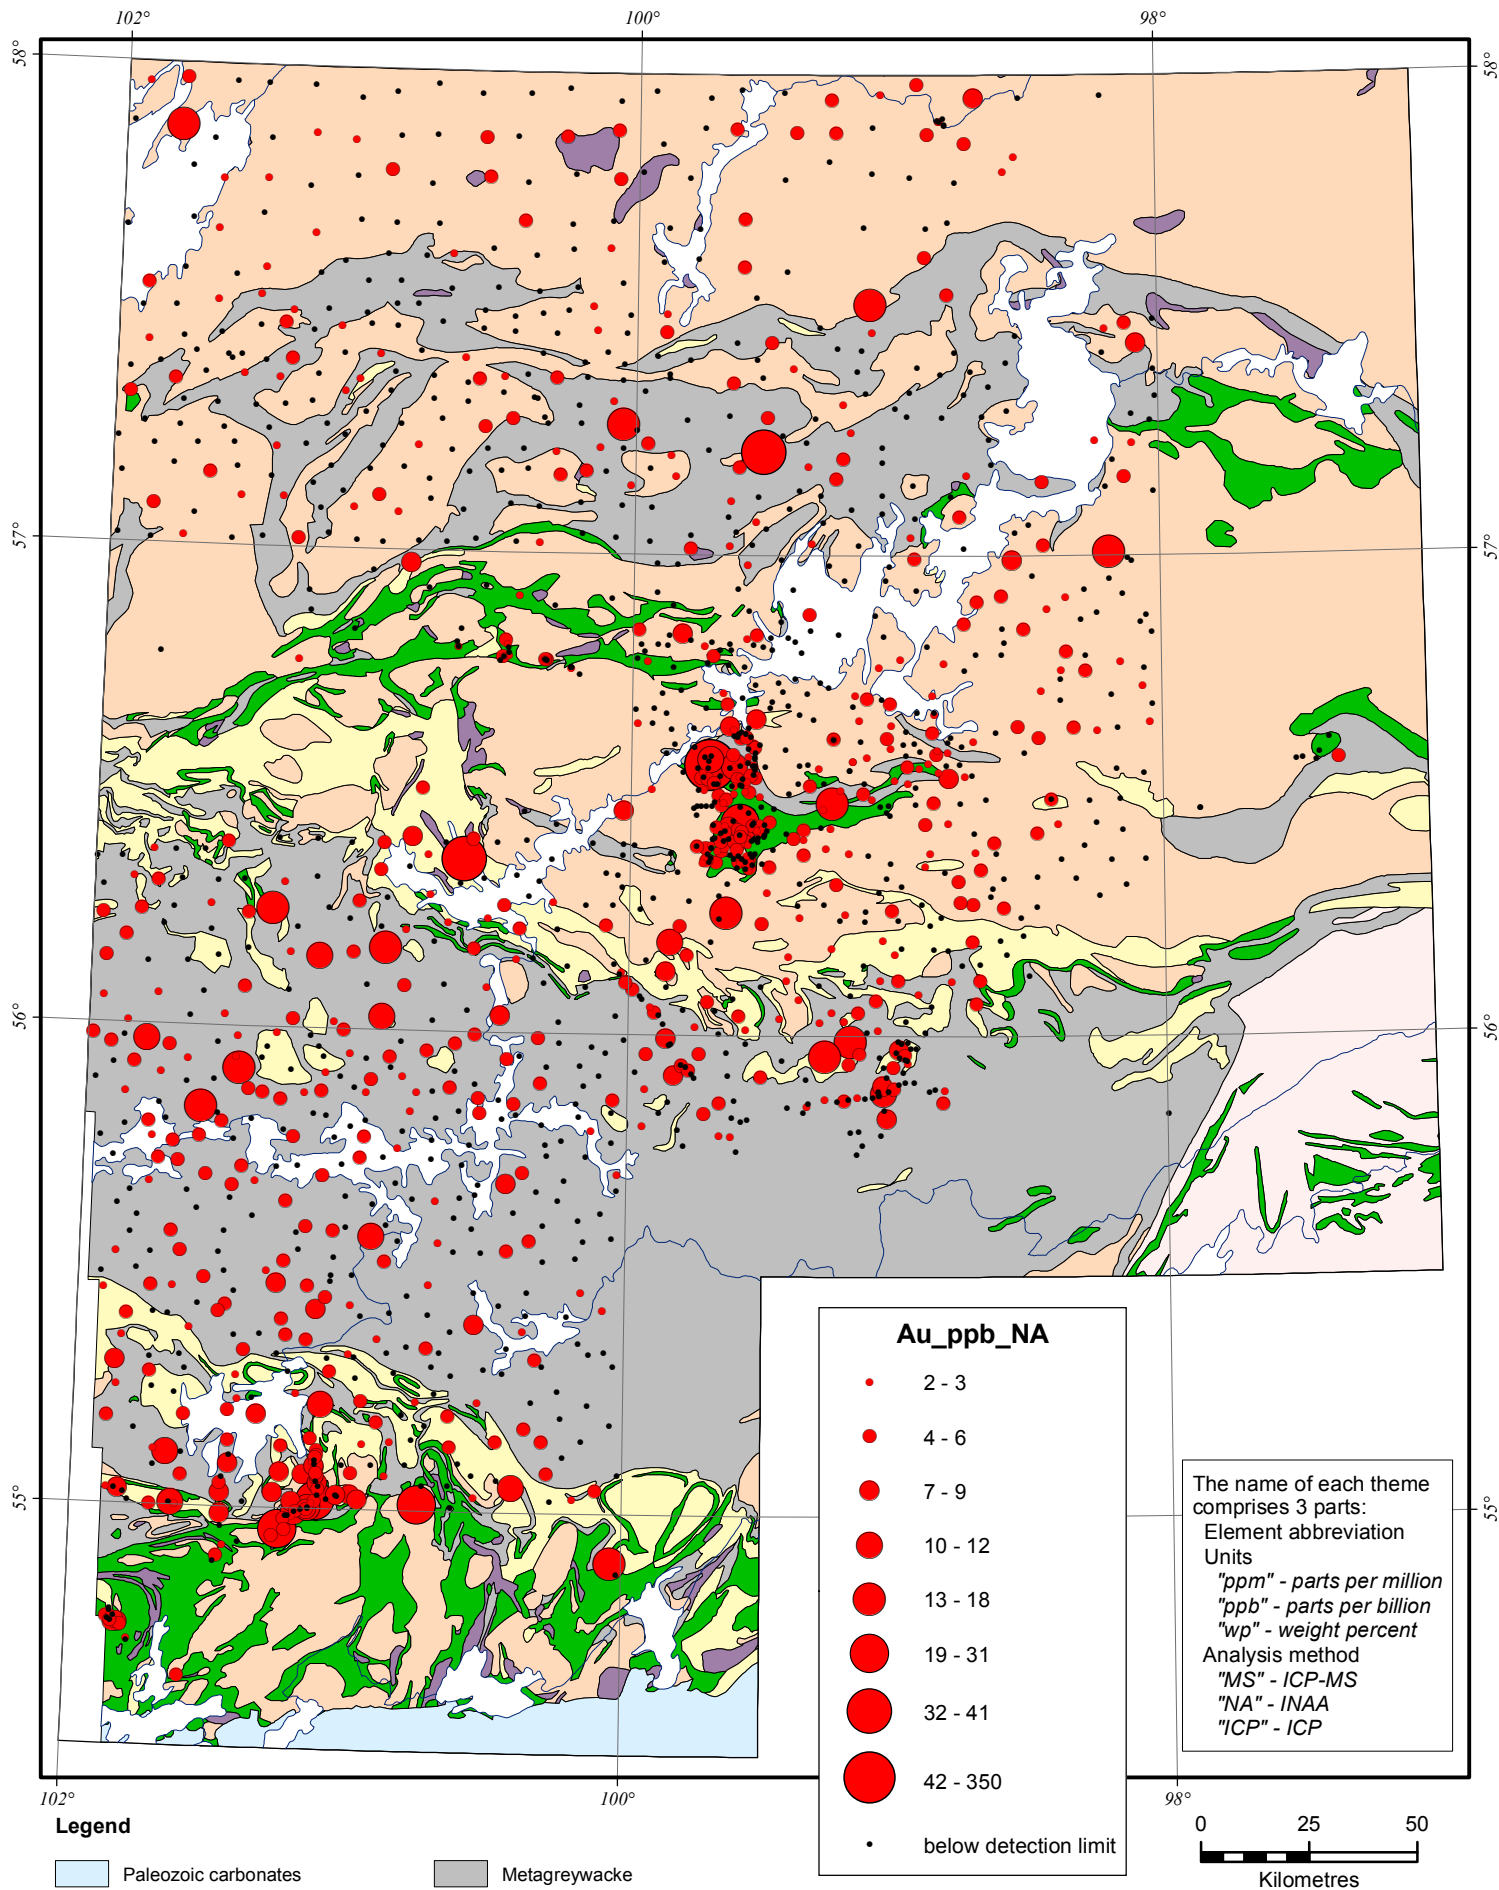 102°
100°
98°
58°
58°
57°
57°
56°
56°
55°
55°
Au_ppb_NA
2 - 3
4 - 6
7 - 9
10 - 12
13 - 18
19 - 31
32 - 41
42 - 350
below detection limit
The name of each theme
comprises 3 parts:
Element abbreviation
Units
"ppm" - parts per million
"ppb" - parts per billion
"wp" - weight percent
Analysis method
"MS" - ICP-MS
"NA" - INAA
"ICP" - ICP
102°
100°
98°
Legend
Paleozoic carbonates
Metagreywacke
0 25 50
Kilometres